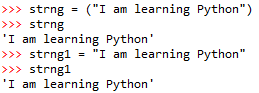 >>> strng = ("I am learning Python")
>>> strng
'I am learning Python'
>>> strng1 = "I am learning Python"
>>> strng1
'I am learning Python'